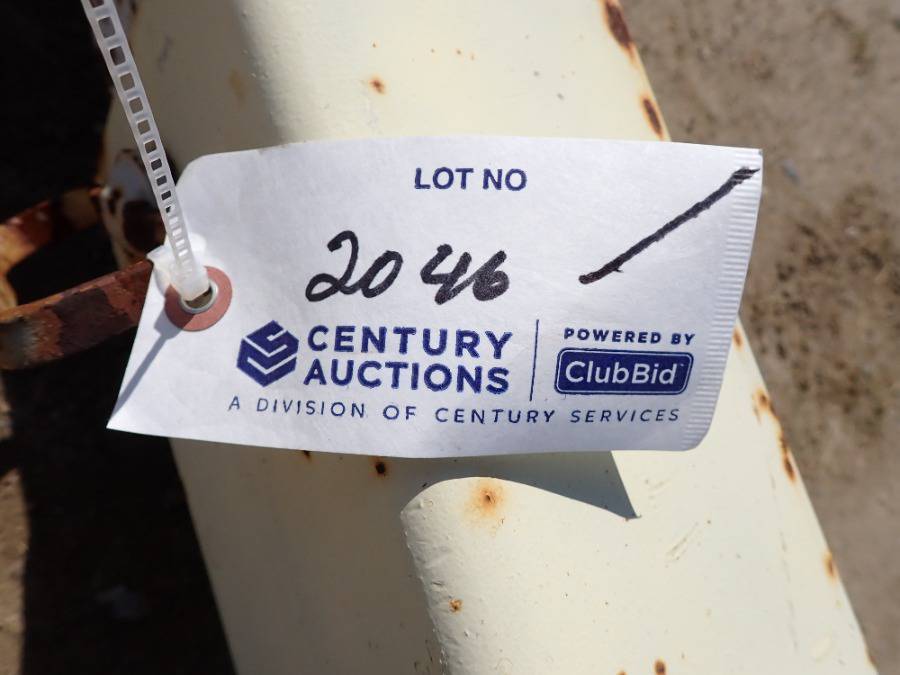 LOT NO
2046
CENTURY
AUCTIONS
POWERED BY
ClubBid
A DIVISION OF CENTURY SERVICES